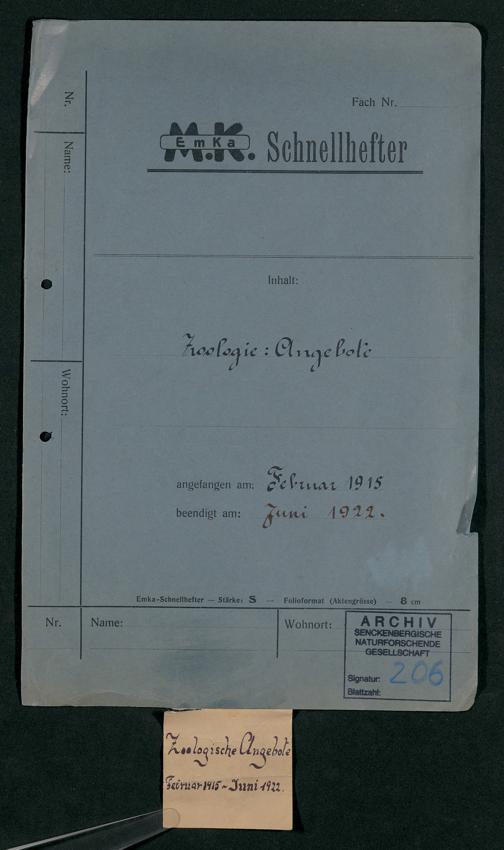 Nr.
Name:
Wohnort:
Fach Nr.
M.K. EmKa Schnellhefter
Inhalt:
Zoologie: Angebote
angefangen am: Februar 1915
beendigt am: Juni 1922.
Emka-Schnellhefter — Stärke: S — Folioformat (Aktengrösse) — 8 cm
Nr. Name: Wohnort:
ARCHIV
SENCKENBERGISCHE
NATURFORSCHENDE
GESELLSCHAFT
Signatur: 206
Blattzahl:
Zoologische Angebote
Februar 1915 - Juni 1922.